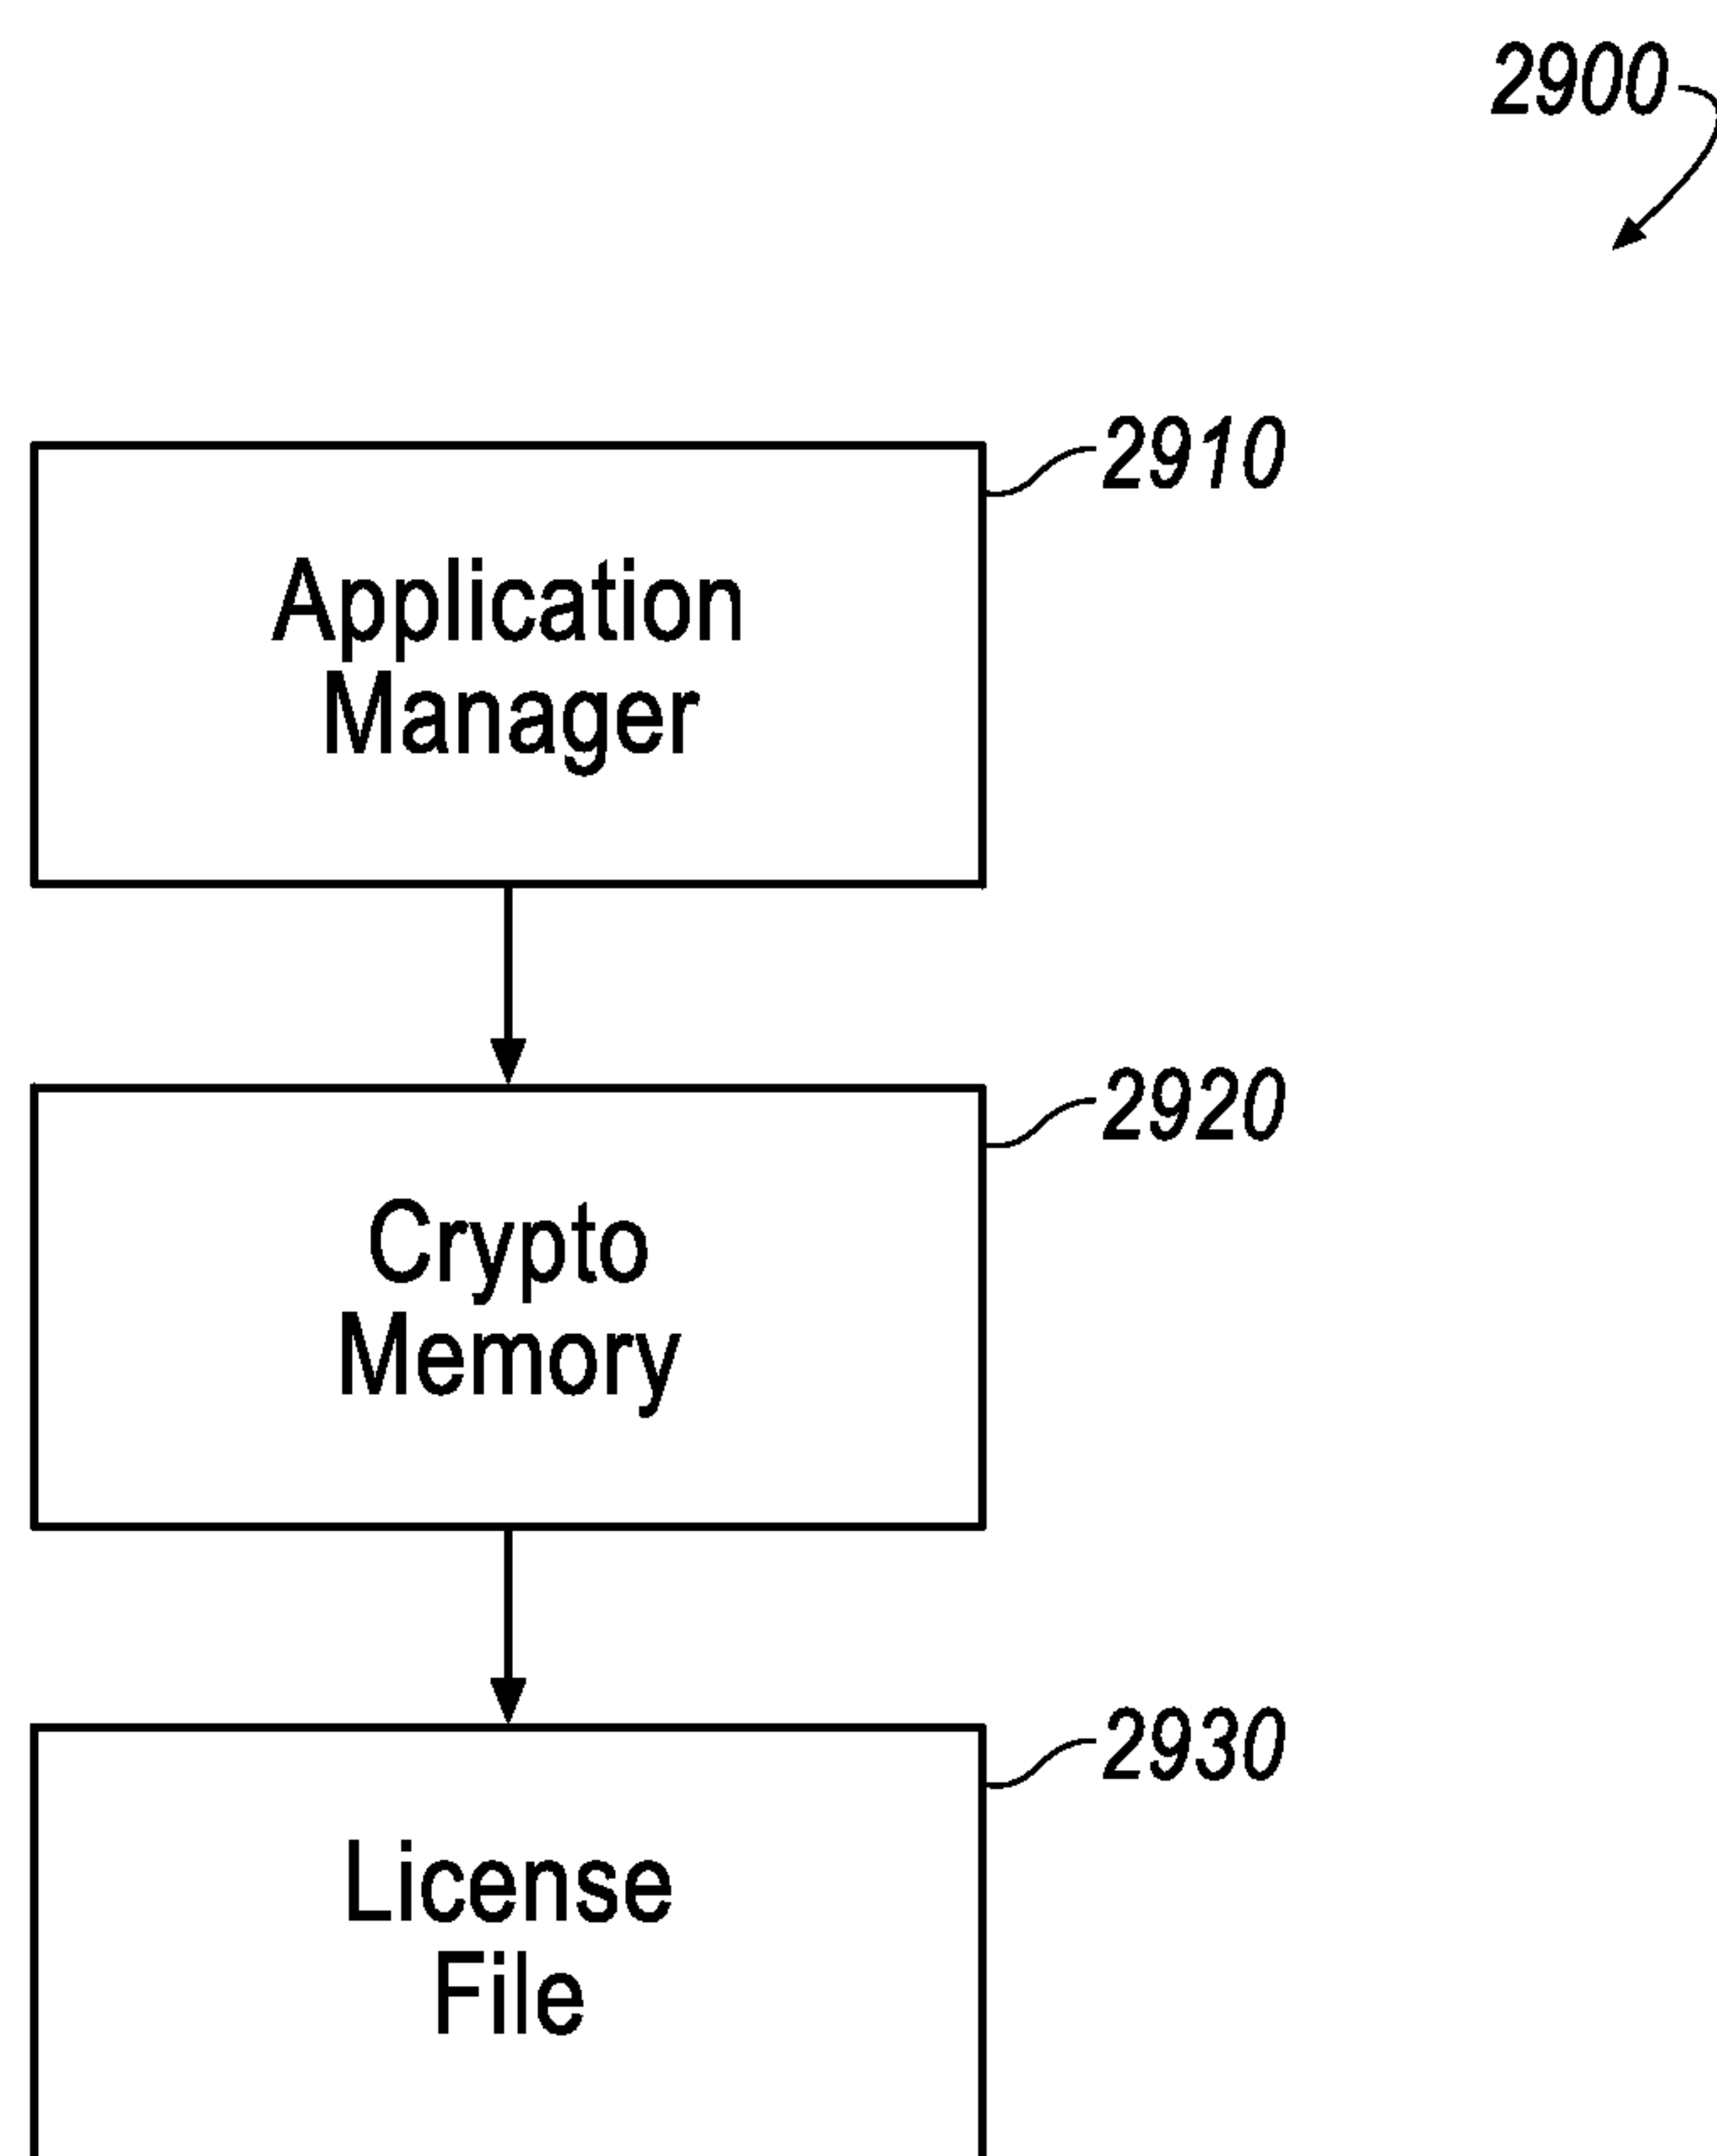 2900
2910
Application
Manager
2920
Crypto
Memory
2930
License
File